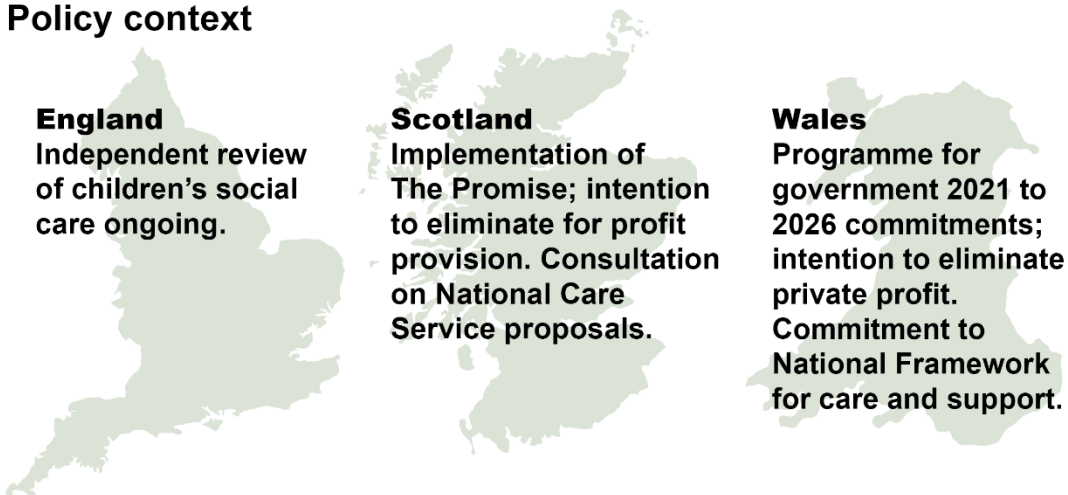 Policy context
England
Independent review
of children’s social
care ongoing.
Scotland
Implementation of
The Promise; intention
to eliminate for profit
provision. Consultation
on National Care
Service proposals.
Wales
Programme for
government 2021 to
2026 commitments;
intention to eliminate
private profit.
Commitment to
National Framework
for care and support.